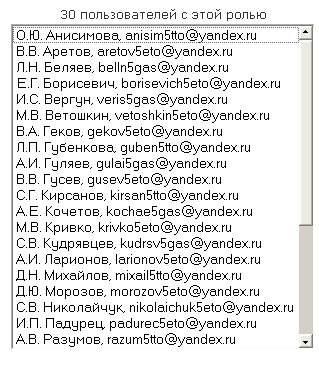 30 пользователей с этой ролью
О.Ю. Анисимова, anisim5tto@yandex.ru
В.В. Аретов, aretov5eto@yandex.ru
Л.Н. Беляев, belln5gas@yandex.ru
Е.Г. Борисевич, borisevich5eto@yandex.ru
И.С. Вергун, veris5gas@yandex.ru
М.В. Ветошкин, vetoshkin5eto@yandex.ru
В.А. Геков, gekov5eto@yandex.ru
Л.П. Губенкова, guben5tto@yandex.ru
А.И. Гуляев, gulai5gas@yandex.ru
В.В. Гусев, gusev5eto@yandex.ru
С.Г. Кирсанов, kirsan5tto@yandex.ru
А.Е. Кочетов, kochae5gas@yandex.ru
М.В. Кривко, krivko5eto@yandex.ru
С.В. Кудрявцев, kudrsv5gas@yandex.ru
А.И. Ларионов, larionov5eto@yandex.ru
Д.Н. Михайлов, mixail5tto@yandex.ru
Д.Ю. Морозов, morozov5eto@yandex.ru
С.В. Николайчук, nikolaichuk5eto@yandex.ru
И.П. Падурец, padurec5eto@yandex.ru
А.В. Разумов, razum5tto@yandex.ru